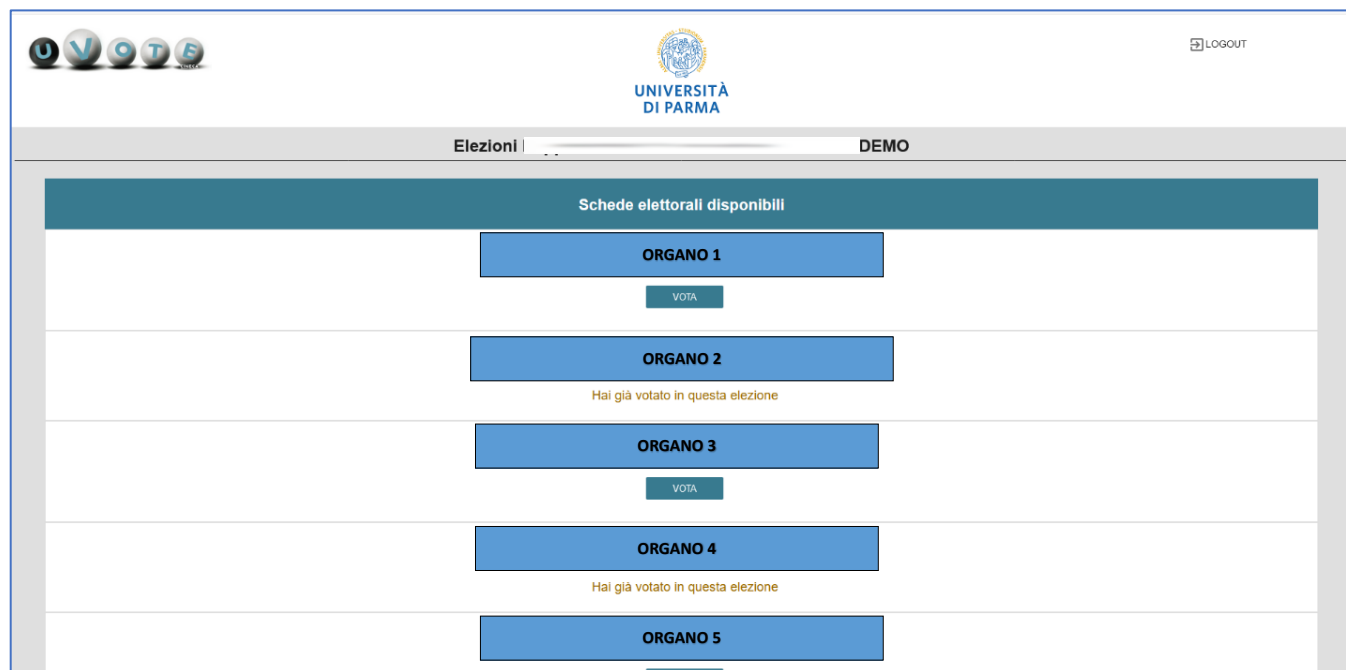 UVOTE
CINECA
UNIVERSITÀ
DI PARMA
LOGOUT
Elezioni DEMO
Schede elettorali disponibili
ORGANO 1
VOTA
ORGANO 2
Hai già votato in questa elezione
ORGANO 3
VOTA
ORGANO 4
Hai già votato in questa elezione
ORGANO 5